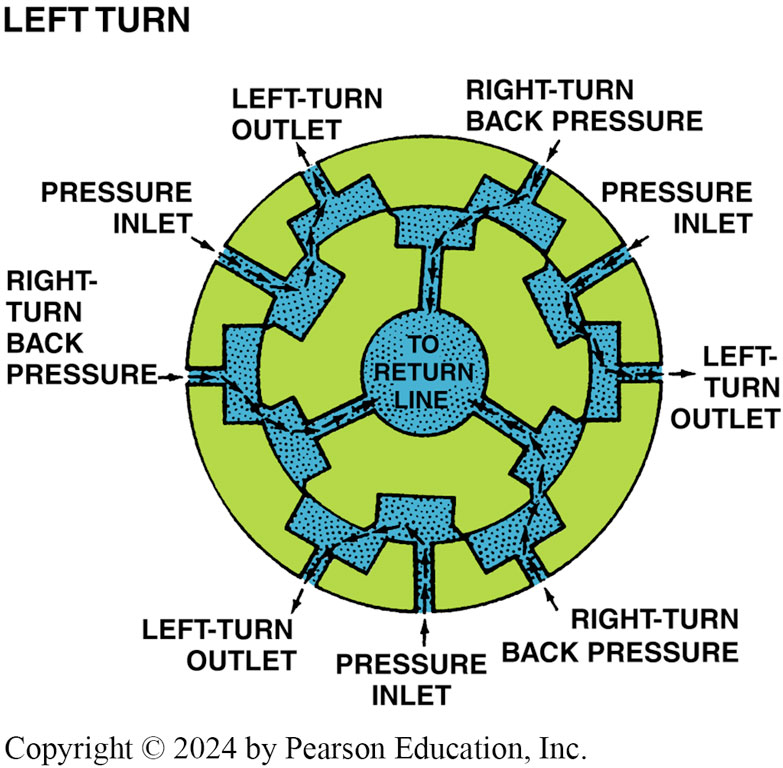 LEFT TURN
LEFT-TURN
OUTLET
RIGHT-TURN
BACK PRESSURE
PRESSURE
INLET
PRESSURE
INLET
RIGHT-
TURN
BACK
PRESSURE
TO
RETURN
LINE
LEFT-
TURN
OUTLET
LEFT-TURN
OUTLET
PRESSURE
INLET
RIGHT-TURN
BACK PRESSURE
Copyright © 2024 by Pearson Education, Inc.